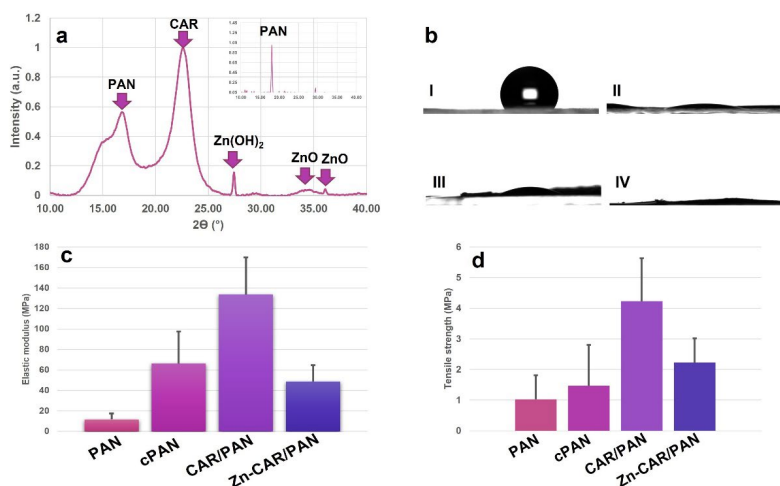 a
1.2
1
0.8
0.6
0.4
0.2
0
Intensity (a.u.)
10.00 15.00 20.00 25.00 30.00 35.00 40.00
2Θ (°)
PAN
CAR
Zn(OH)2
ZnO
ZnO
PAN
b
I
II
III
IV
c
180
160
140
120
100
80
60
40
20
0
Elastic modulus (MPa)
PAN
cPAN
CAR/PAN
Zn-CAR/PAN
d
6
5
4
3
2
1
0
Tensile strength (MPa)
PAN
cPAN
CAR/PAN
Zn-CAR/PAN